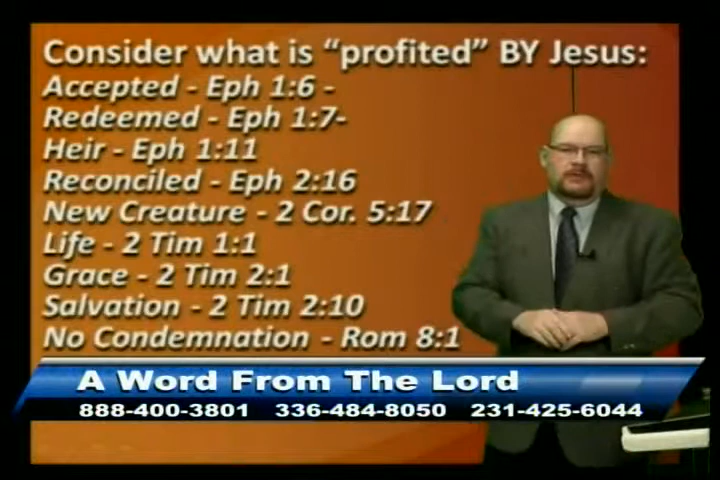 Consider what is “profited” BY Jesus:
Accepted - Eph 1:6 -
Redeemed - Eph 1:7-
Heir - Eph 1:11
Reconciled - Eph 2:16
New Creature - 2 Cor. 5:17
Life - 2 Tim 1:1
Grace - 2 Tim 2:1
Salvation - 2 Tim 2:10
No Condemnation - Rom 8:1
A Word From The Lord
888-400-3801 336-484-8050 231-425-6044